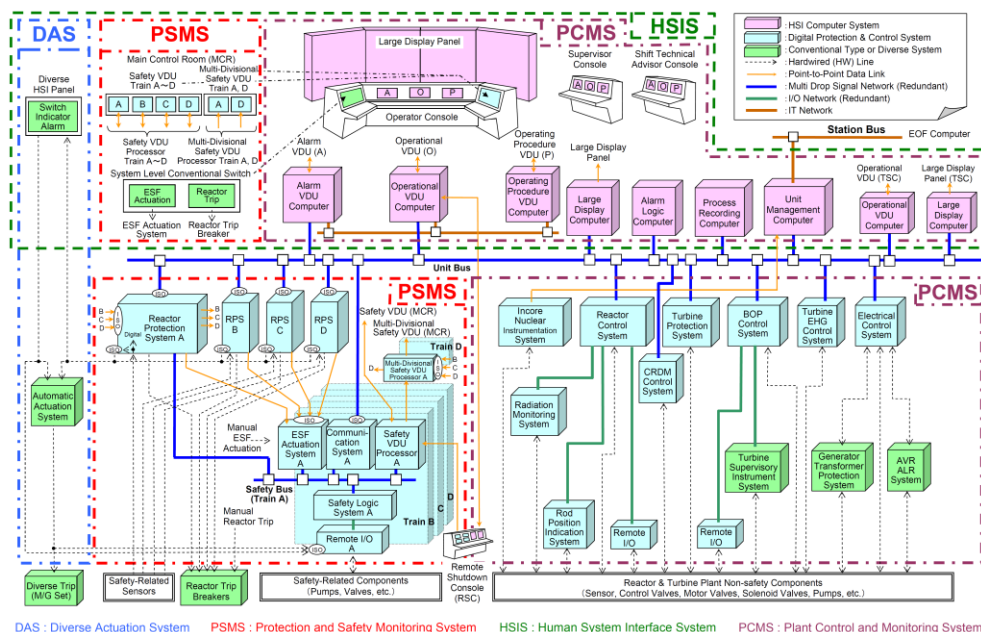 DAS
PSMS
PCMS
HSIS
Large Display Panel
Main Control Room (MCR)
Safety VDU
Train A~D
Multi-Divisional
Safety VDU
Train A, D
A B C D
A D
Safety VDU
Processor
Train A~D
Multi-Divisional
Safety VDU
Processor Train A, D
System Level Conventional Switch
ESF
Actuation
Reactor
Trip
ESF Actuation
System
Reactor Trip
Breaker
Diverse
HSI Panel
Switch
Indicator
Alarm
A O P
Operator Console
Supervisor
Console
A O P
Shift Technical
Advisor Console
A O P
: HSI Computer System
: Digital Protection & Control System
: Conventional Type or Diverse System
: Hardwired (HW) Line
: Point-to-Point Data Link
: Multi Drop Signal Network (Redundant)
: I/O Network (Redundant)
: IT Network
Station Bus
EOF Computer
Alarm
VDU (A)
Operational
VDU (O)
Operating
Procedure
VDU (P)
Large Display
Panel
Operational
VDU (TSC)
Large Display
Panel (TSC)
Alarm
VDU
Computer
Operational
VDU
Computer
Operating
Procedure
VDU
Computer
Large
Display
Computer
Alarm
Logic
Computer
Process
Recording
Computer
Unit
Management
Computer
Operational
VDU
Computer
Large
Display
Computer
Unit Bus
PSMS
PCMS
ISO
ISO
ISO
ISO
ISO
Reactor
Protection
System A
B
C
D
I
S
O
B
C
D
Digital
ISO
ISO
ISO
ISO
RPS
B
RPS
C
RPS
D
Safety VDU (MCR)
Multi-Divisional
Safety VDU (MCR)
Train D
Multi-Divisional
Safety VDU
Processor A
D
I
S
O
B
C
D
Automatic
Actuation
System
Manual
ESF
Actuation
ISO
ISO
ESF
Actuation
System
A
Communi-
cation
System
A
Safety
VDU
Processor
A
Safety Bus
(Train A)
Safety Logic
System A
Remote I/O
A
ISO
Train B
C
D
Manual
Reactor Trip
Remote
Shutdown
Console
(RSC)
Incore
Nuclear
Instrumentation
System
Reactor
Control
System
Turbine
Protection
System
BOP
Control
System
Turbine
EHG Control
System
Electrical
Control
System
CRDM
Control
System
Radiation
Monitoring
System
Turbine
Supervisory
Instrument
System
Generator
Transformer
Protection
System
AVR
ALR
System
Rod
Position
Indication
System
Remote
I/O
Remote
I/O
Diverse Trip
(M/G Set)
Safety-Related
Sensors
Reactor Trip
Breakers
Safety-Related Components
(Pumps, Valves, etc.)
Reactor & Turbine Plant Non-safety Components
(Sensor, Control Valves, Motor Valves, Solenoid Valves, Pumps, etc.)
DAS : Diverse Actuation System
PSMS : Protection and Safety Monitoring System
HSIS : Human System Interface System
PCMS : Plant Control and Monitoring System